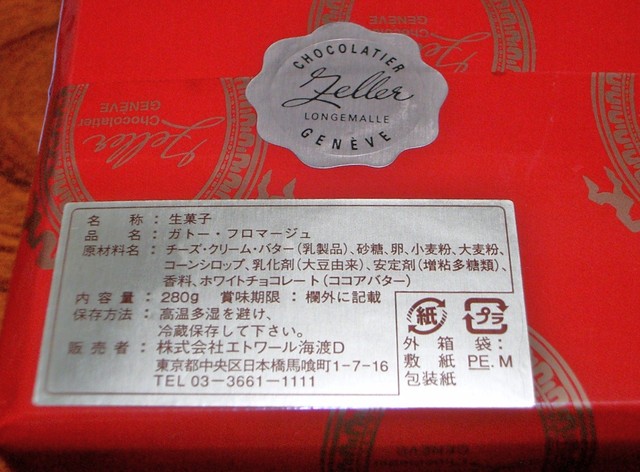 CHOCOLATIER
Zeller
LONGEMALLE
GENÈVE
Chocolatier
GENÈVE
Zeller
名　　称：生菓子
品　　名：ガトー・フロマージュ
原材料名：チーズ・クリーム・バター（乳製品）、砂糖、卵、小麦粉、大麦粉、
コーンシロップ、乳化剤（大豆由来）、安定剤（増粘多糖類）、
香料、ホワイトチョコレート（ココアバター）
内 容 量：280g　賞味期限：欄外に記載
保存方法：高温多湿を避け、
冷蔵保存して下さい。
販 売 者：株式会社エトワール海渡D
東京都中央区日本橋馬喰町1-7-16
TEL 03-3661-1111
紙 プラ
外 箱 袋：
敷 紙 PE. M
包装紙
GENÈVE